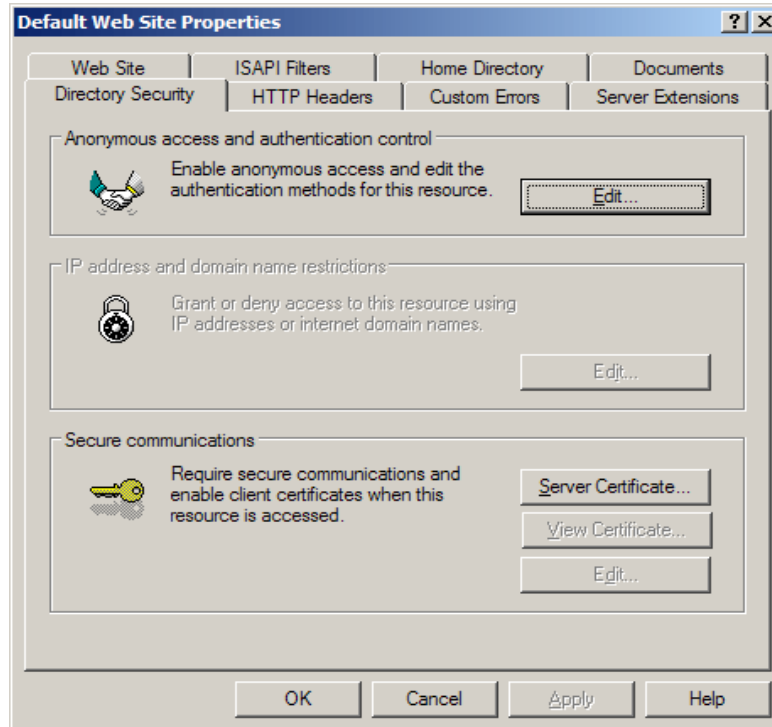 Default Web Site Properties
Web Site
ISAPI Filters
Home Directory
Documents
Directory Security
HTTP Headers
Custom Errors
Server Extensions
Anonymous access and authentication control
Enable anonymous access and edit the
authentication methods for this resource.
Edit...
IP address and domain name restrictions
Grant or deny access to this resource using
IP addresses or internet domain names.
Edit...
Secure communications
Require secure communications and
enable client certificates when this
resource is accessed.
Server Certificate...
View Certificate...
Edit...
OK
Cancel
Apply
Help